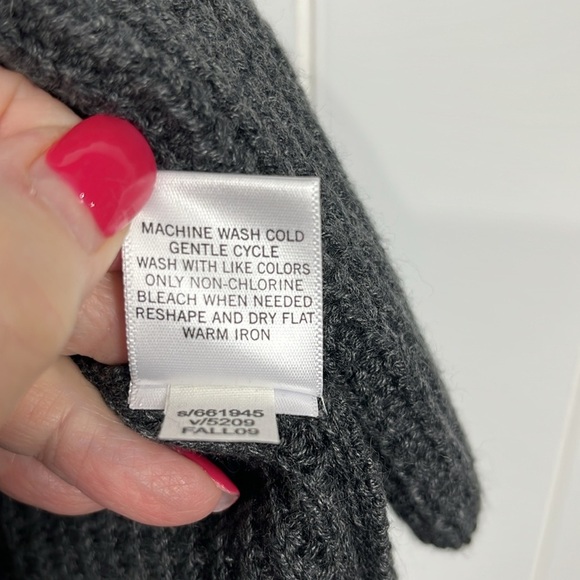 MACHINE WASH COLD
GENTLE CYCLE
WASH WITH LIKE COLORS
ONLY NON-CHLORINE
BLEACH WHEN NEEDED
RESHAPE AND DRY FLAT
WARM IRON
s/661945
v/5209
FALL09